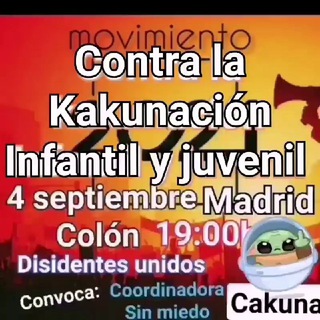 movimiento
Contra la
Kakunación
Infantil y juvenil
4 septiembre Madrid
Colón 19:00h
Disidentes unidos
Convoca: Coordinadora
Sin miedo
Cakuna